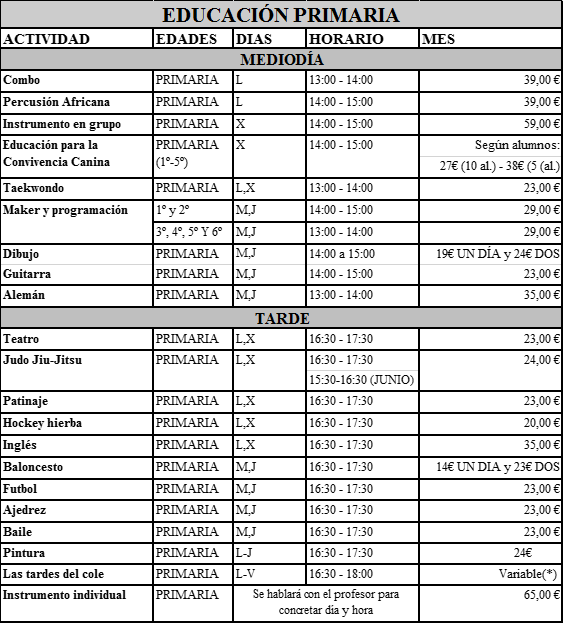 EDUCACIÓN PRIMARIA
ACTIVIDAD EDADES DIAS HORARIO MES
MEDIODÍA
Combo PRIMARIA L 13:00 - 14:00 39,00 €
Percusión Africana PRIMARIA L 14:00 - 15:00 39,00 €
Instrumento en grupo PRIMARIA X 14:00 - 15:00 59,00 €
Educación para la PRIMARIA X 14:00 - 15:00 Según alumnos:
Convivencia Canina (1º-5º) 27€ (10 al.) - 38€ (5 (al.)
Taekwondo PRIMARIA L,X 13:00 - 14:00 23,00 €
Maker y programación 1º y 2º M,J 14:00 - 15:00 29,00 €
3º, 4º, 5º Y 6º M,J 13:00 - 14:00 29,00 €
Dibujo PRIMARIA M,J 14:00 a 15:00 19€ UN DÍA y 24€ DOS
Guitarra PRIMARIA M,J 14:00 - 15:00 23,00 €
Alemán PRIMARIA M,J 13:00 - 14:00 35,00 €
TARDE
Teatro PRIMARIA L,X 16:30 - 17:30 23,00 €
Judo Jiu-Jitsu PRIMARIA L,X 16:30 - 17:30 24,00 €
15:30-16:30 (JUNIO)
Patinaje PRIMARIA L,X 16:30 - 17:30 23,00 €
Hockey hierba PRIMARIA L,X 16:30 - 17:30 20,00 €
Inglés PRIMARIA L,X 16:30 - 17:30 35,00 €
Baloncesto PRIMARIA M,J 16:30 - 17:30 14€ UN DIA y 23€ DOS
Futbol PRIMARIA M,J 16:30 - 17:30 23,00 €
Ajedrez PRIMARIA M,J 16:30 - 17:30 23,00 €
Baile PRIMARIA M,J 16:30 - 17:30 23,00 €
Pintura PRIMARIA L-J 16:30 - 17:30 24€
Las tardes del cole PRIMARIA L-V 16:30 - 18:00 Variable(*)
Instrumento individual PRIMARIA Se hablará con el profesor para 65,00 €
concretar día y hora